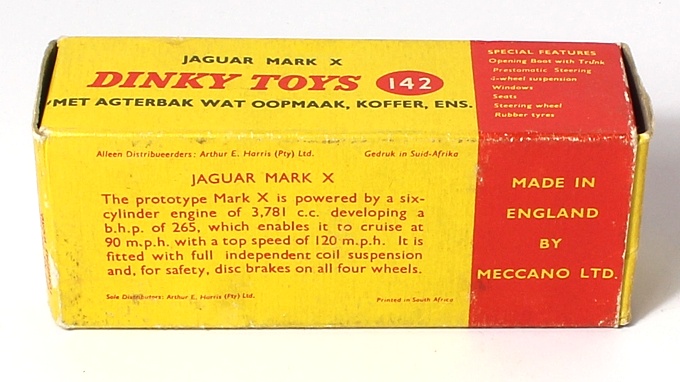 JAGUAR MARK X
DINKY TOYS 142
MET AGTERBAK WAT OOPMAAK, KOFFER, ENS.
SPECIAL FEATURES
Opening Boot with Trunk
Prestomatic Steering
4-wheel suspension
Windows
Seats
Steering wheel
Rubber tyres
Alleen Distribueerders: Arthur E. Harris (Pty) Ltd. Gedruk in Suid-Afrika
JAGUAR MARK X
The prototype Mark X is powered by a six-
cylinder engine of 3,781 c.c. developing a
b.h.p. of 265, which enables it to cruise at
90 m.p.h. with a top speed of 120 m.p.h. It is
fitted with full independent coil suspension
and, for safety, disc brakes on all four wheels.
Sole Distributors: Arthur E. Harris (Pty) Ltd. Printed in South Africa
MADE IN
ENGLAND
BY
MECCANO LTD.